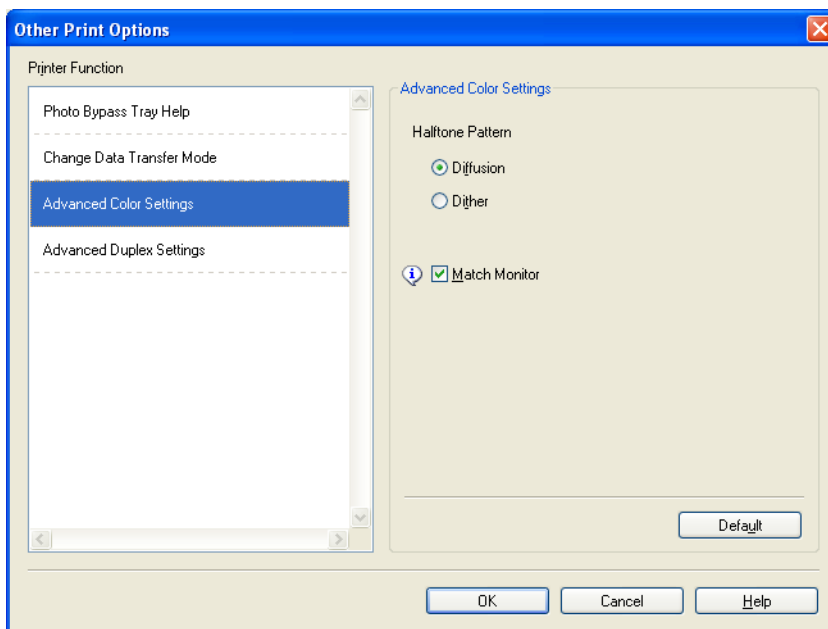 Other Print Options
Printer Function
Photo Bypass Tray Help
Change Data Transfer Mode
Advanced Color Settings
Advanced Duplex Settings
Advanced Color Settings
Halftone Pattern
Diffusion
Dither
Match Monitor
Default
OK
Cancel
Help